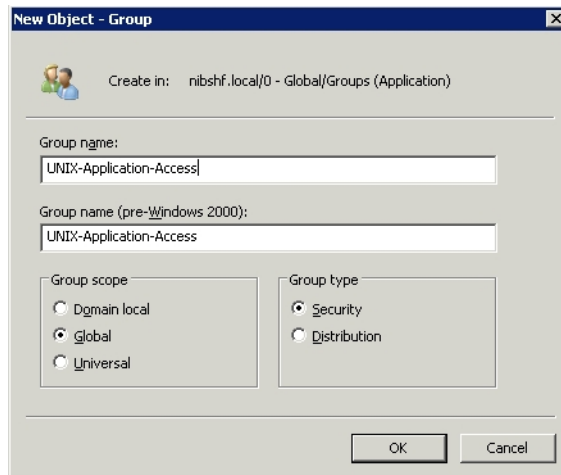 New Object - Group
Create in: nibshf.local/0 - Global/Groups (Application)
Group name:
UNIX-Application-Access
Group name (pre-Windows 2000):
UNIX-Application-Access
Group scope
Domain local
Global
Universal
Group type
Security
Distribution
OK
Cancel